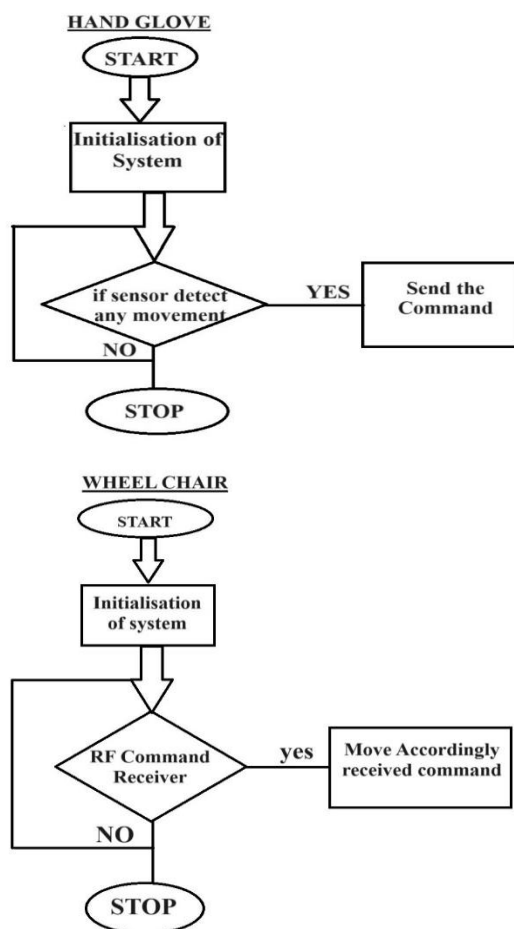 HAND GLOVE
START
Initialisation of
System
if sensor detect
any movement
YES
Send the
Command
NO
STOP
WHEEL CHAIR
START
Initialisation
of system
RF Command
Receiver
yes
Move Accordingly
received command
NO
STOP